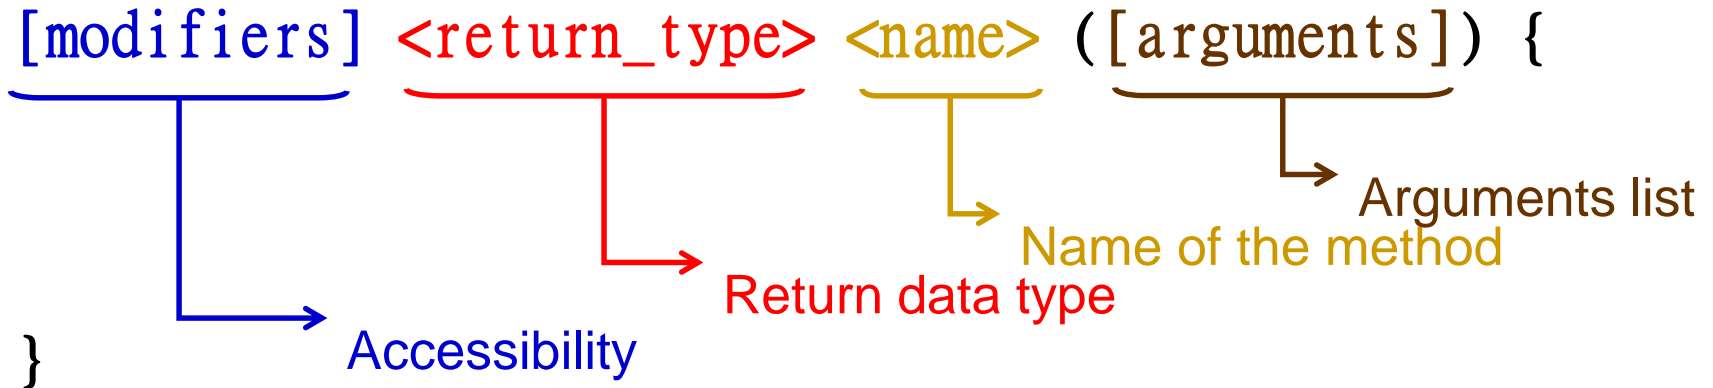 [modifiers] <return_type> <name> ([arguments]) {
Arguments list
Name of the method
Return data type
Accessibility
}